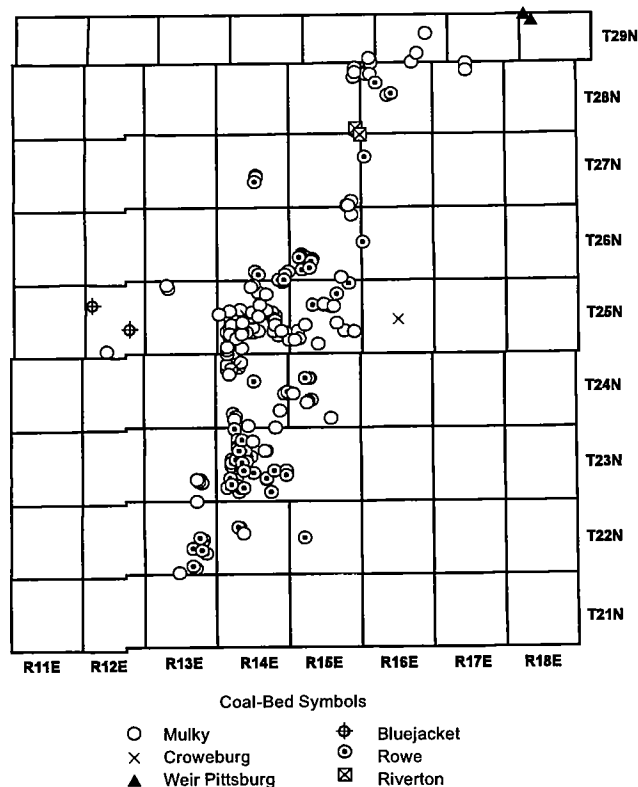 T29N
T28N
T27N
T26N
T25N
T24N
T23N
T22N
T21N
R11E R12E R13E R14E R15E R16E R17E R18E
Coal-Bed Symbols
Mulky Bluejacket
Croweburg Rowe
Weir Pittsburg Riverton